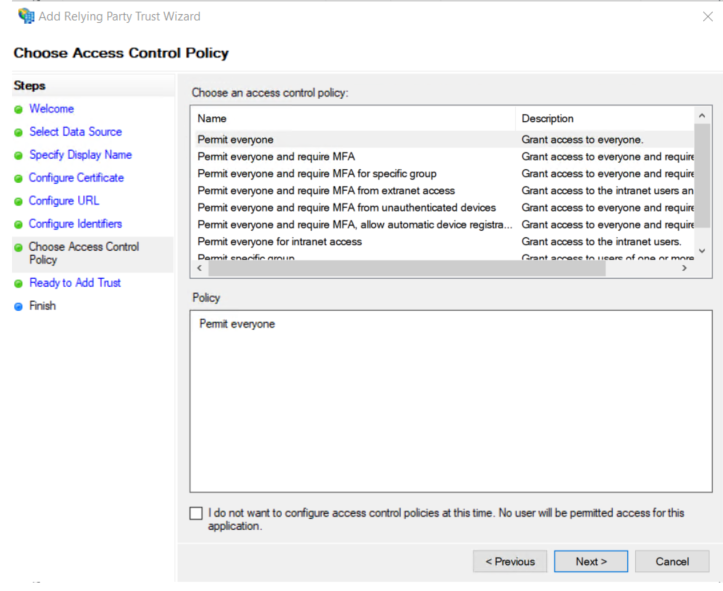 Add Relying Party Trust Wizard
Choose Access Control Policy
Steps
Welcome
Select Data Source
Specify Display Name
Configure Certificate
Configure URL
Configure Identifiers
Choose Access Control
Policy
Ready to Add Trust
Finish
Choose an access control policy:
Name Description
Permit everyone Grant access to everyone.
Permit everyone and require MFA Grant access to everyone and require
Permit everyone and require MFA for specific group Grant access to everyone and require
Permit everyone and require MFA from extranet access Grant access to the intranet users an
Permit everyone and require MFA from unauthenticated devices Grant access to everyone and require
Permit everyone and require MFA, allow automatic device registra... Grant access to everyone and require
Permit everyone for intranet access Grant access to the intranet users.
Permit specific group Grant access to users of one or more
Policy
Permit everyone
I do not want to configure access control policies at this time. No user will be permitted access for this
application.
< Previous Next > Cancel